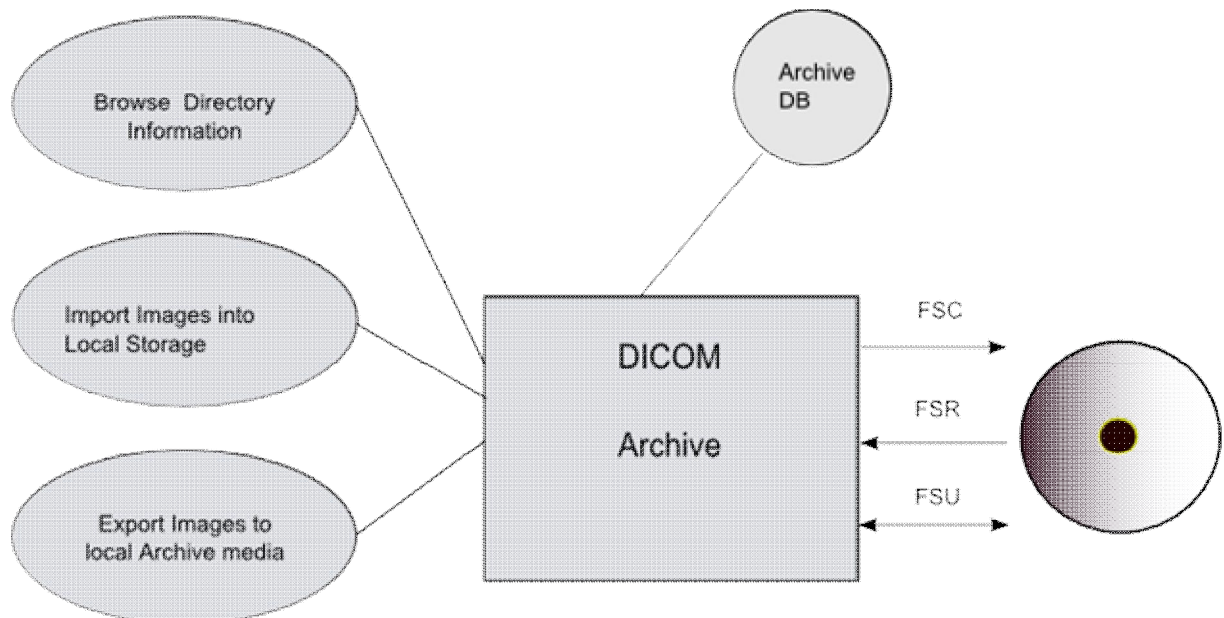 Browse Directory
Information
Archive
DB
Import Images into
Local Storage
DICOM
Archive
FSC
FSR
FSU
Export Images to
local Archive media